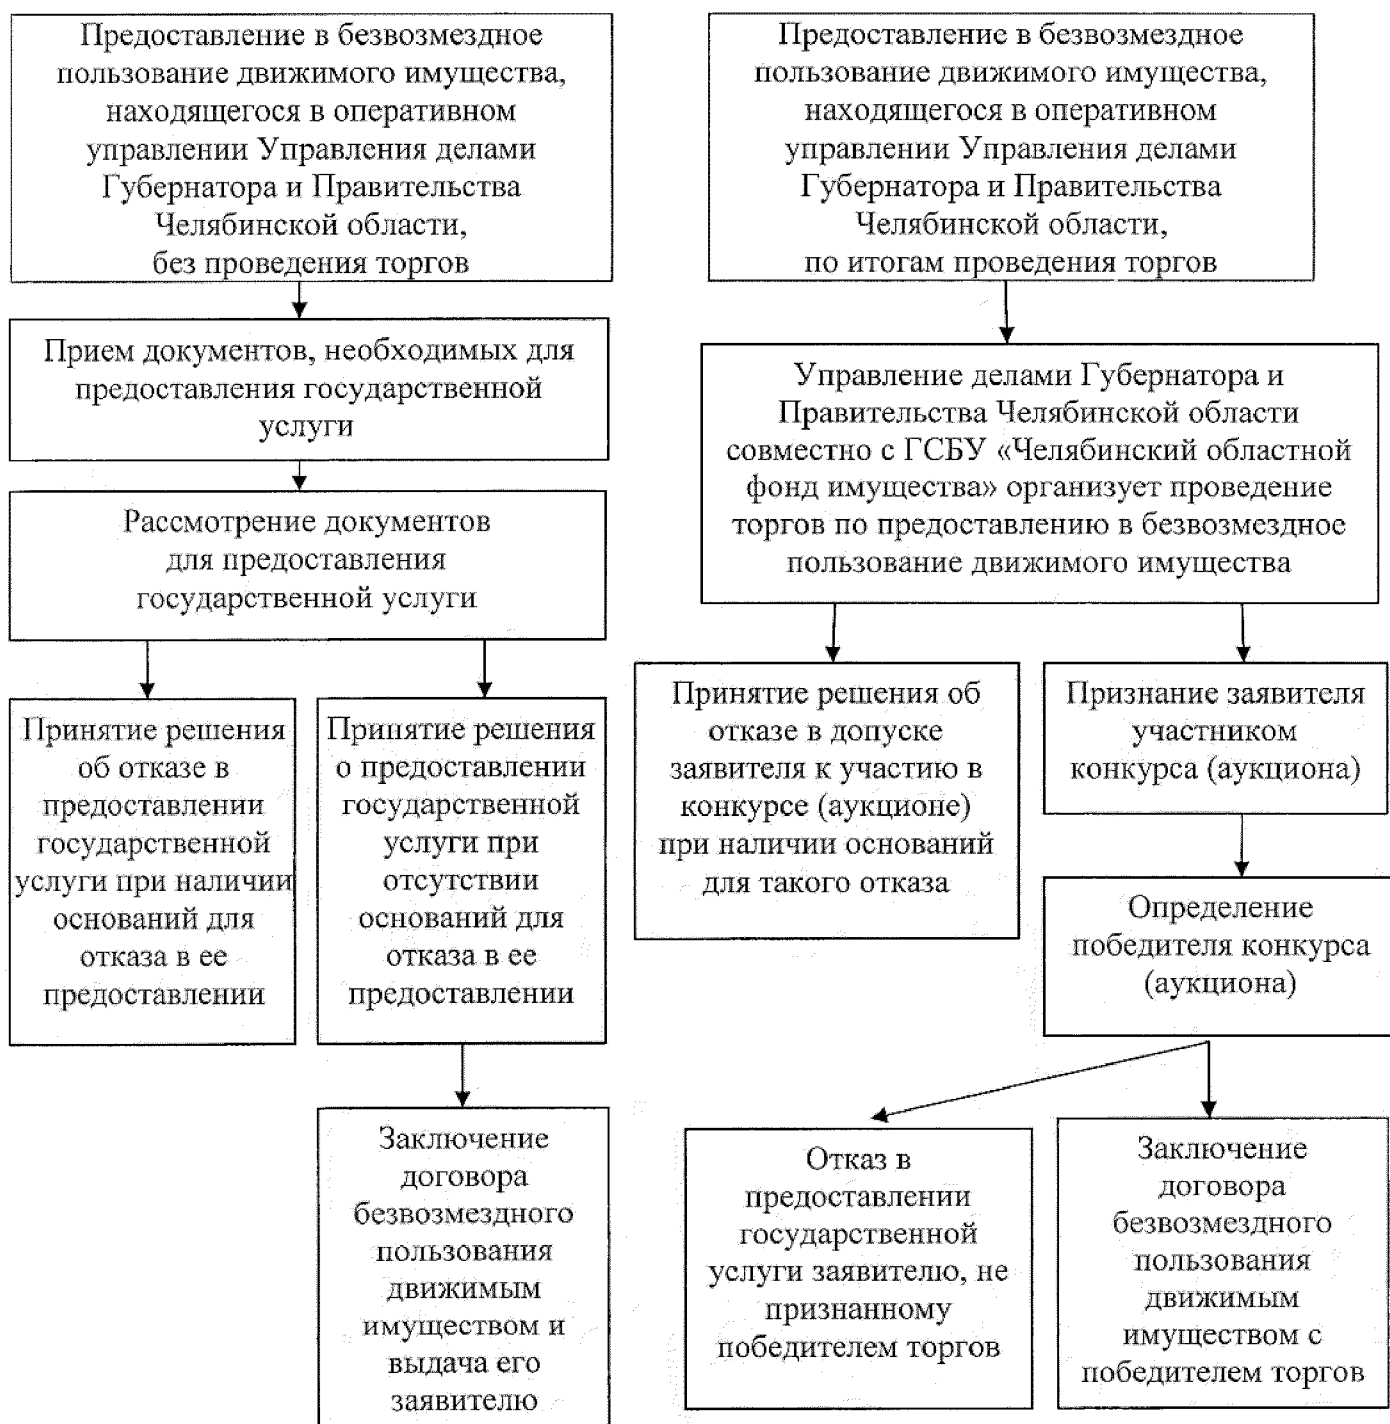 Предоставление в безвозмездное
пользование движимого имущества,
находящегося в оперативном
управлении Управления делами
Губернатора и Правительства
Челябинской области,
без проведения торгов
Прием документов, необходимых для
предоставления государственной
услуги
Рассмотрение документов
для предоставления
государственной услуги
Принятие решения
об отказе в
предоставлении
государственной
услуги при наличии
оснований для
отказа в ее
предоставлении
Принятие решения
о предоставлении
государственной
услуги при
отсутствии
оснований для
отказа в ее
предоставлении
Заключение
договора
безвозмездного
пользования
движимым
имуществом и
выдача его
заявителю
Предоставление в безвозмездное
пользование движимого имущества,
находящегося в оперативном
управлении Управления делами
Губернатора и Правительства
Челябинской области,
по итогам проведения торгов
Управление делами Губернатора и
Правительства Челябинской области
совместно с ГСБУ «Челябинский областной
фонд имущества» организует проведение
торгов по предоставлению в безвозмездное
пользование движимого имущества
Принятие решения об
отказе в допуске
заявителя к участию в
конкурсе (аукционе)
при наличии оснований
для такого отказа
Признание заявителя
участником
конкурса (аукциона)
Определение
победителя конкурса
(аукциона)
Отказ в
предоставлении
государственной
услуги заявителю, не
признанному
победителем торгов
Заключение
договора
безвозмездного
пользования
движимым
имуществом с
победителем торгов